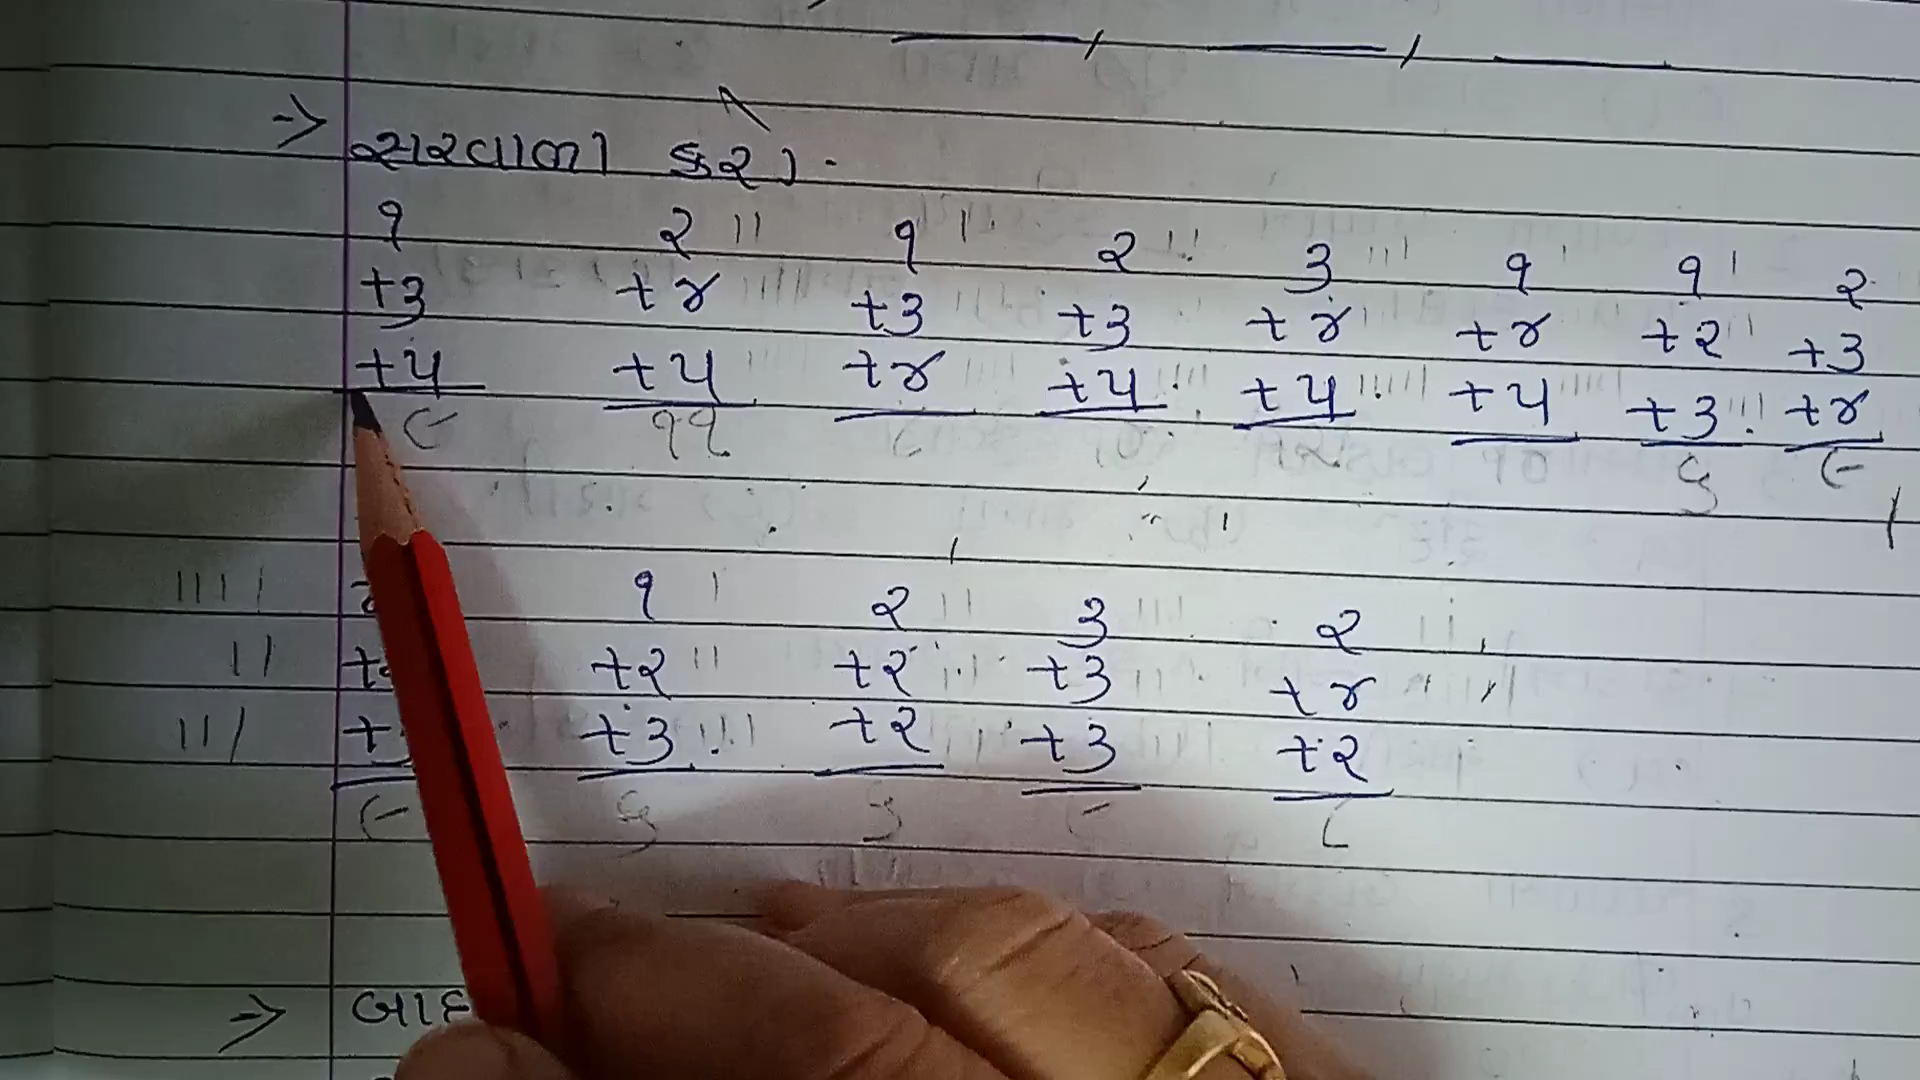 → સરવાળા કરો.
૧ ૨ ૧ ૨ ૩ ૧ ૧ ૨
+૩ +૪ +૩ +૩ +૪ +૪ +૨ +૩
+૫ +૫ +૪ +૫ +૫ +૫ +૩ +૪
૯ ૧૧ ૮ ૧૦ ૧૨ ૧૦ ૬ ૯
૧ ૨ ૩ ૨
+૨ +૨ +૩ +૪
+૩ +૨ +૩ +૨
૯ ૬ ૬ ૯ ૮
→ બાદ